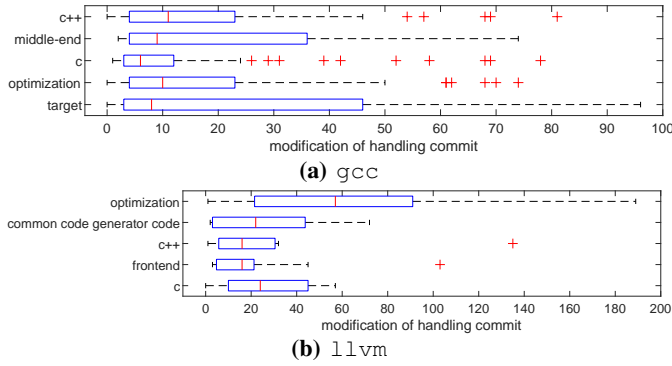 c++
middle-end
c
optimization
target
0 10 20 30 40 50 60 70 80 90 100
modification of handling commit
(a) gcc
optimization
common code generator code
c++
frontend
c
0 20 40 60 80 100 120 140 160 180 200
modification of handling commit
(b) llvm